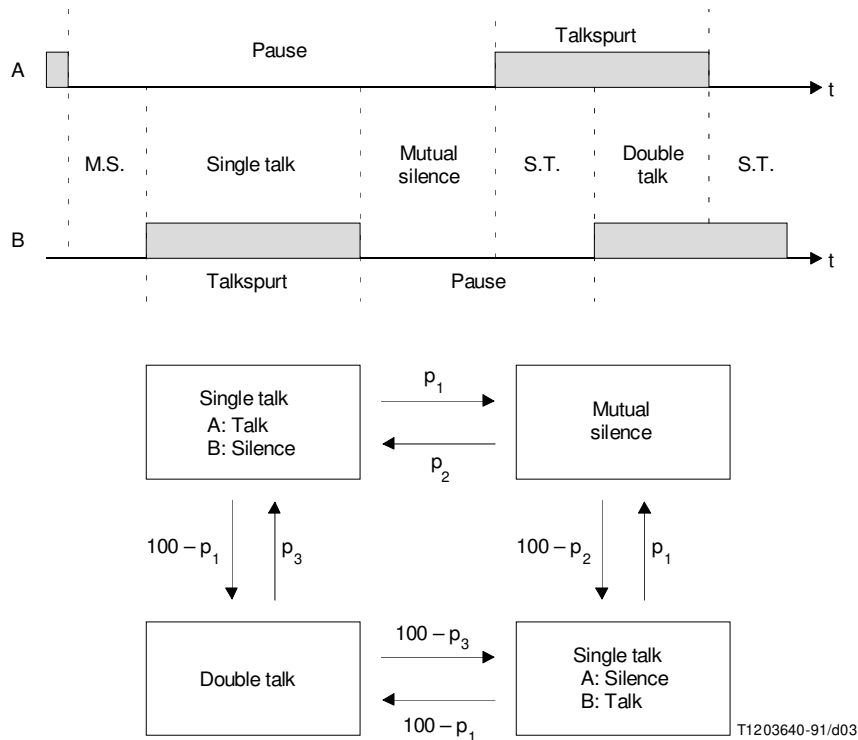 Talkspurt
Pause
A
t
M.S.
Single talk
Mutual
silence
S.T.
Double
talk
S.T.
B
t
Talkspurt
Pause
Single talk
A: Talk
B: Silence
p1
p2
Mutual
silence
100 – p1
p3
100 – p2
p1
Double talk
100 – p3
100 – p1
Single talk
A: Silence
B: Talk
T1203640-91/d03